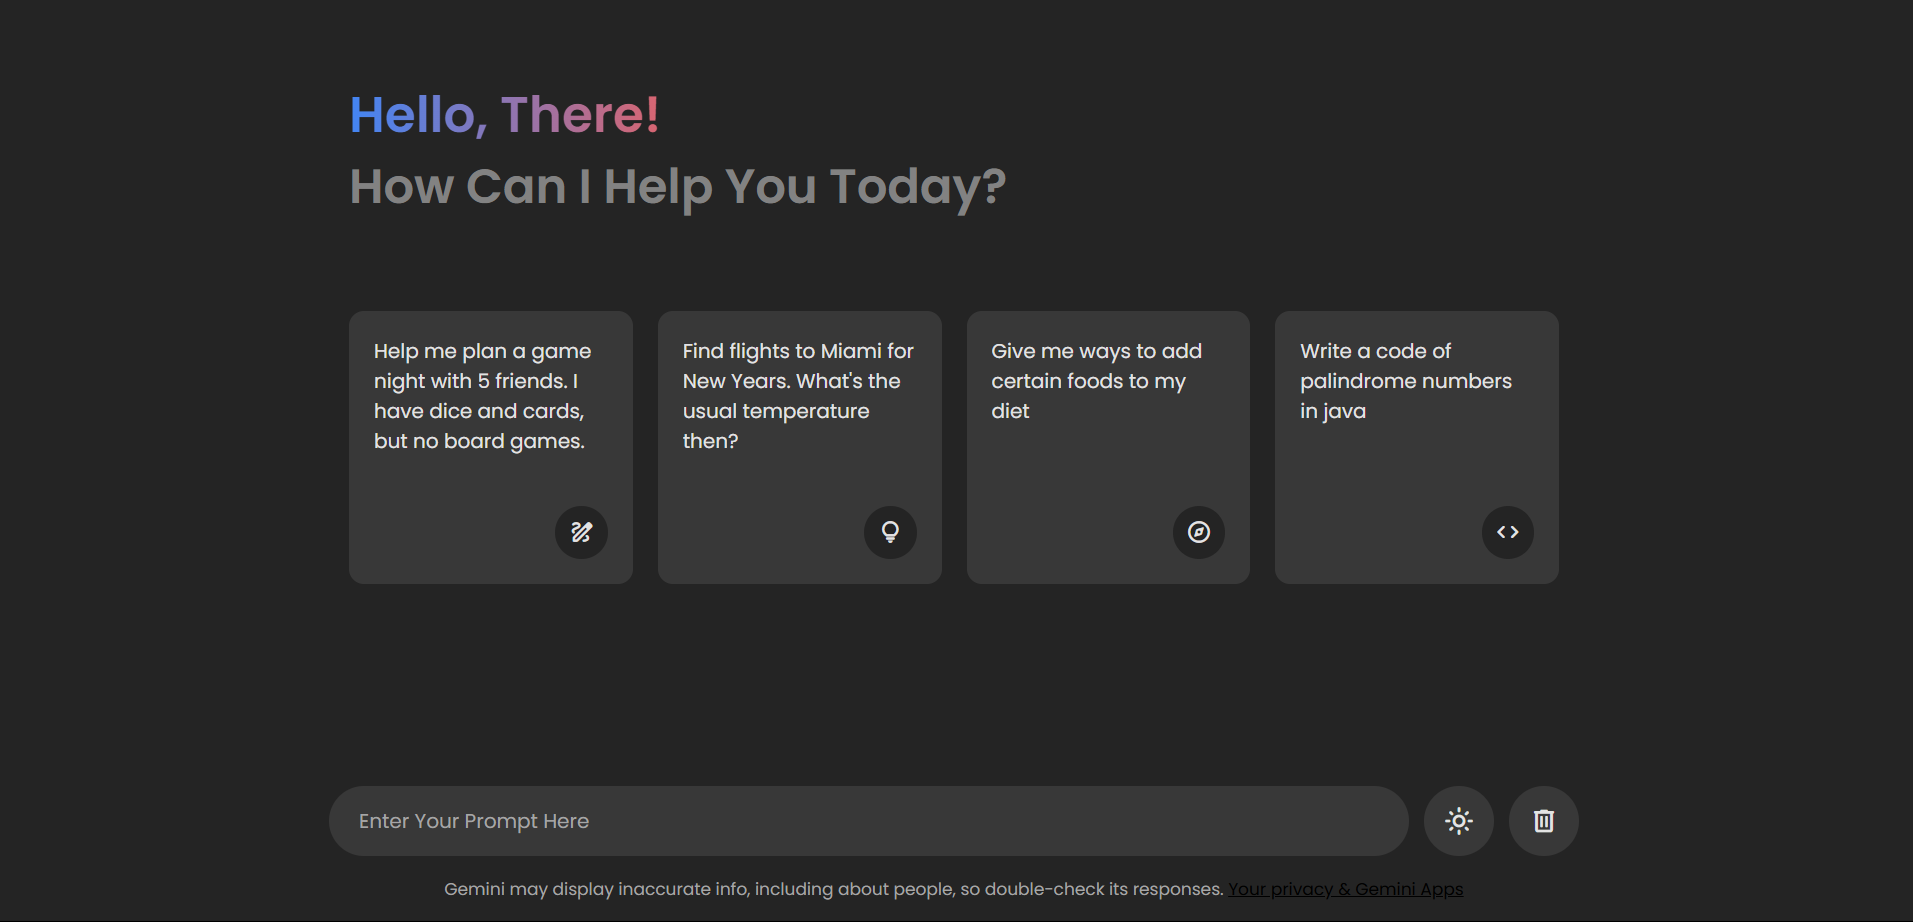 Hello, There!
How Can I Help You Today?
Help me plan a game
night with 5 friends. I
have dice and cards,
but no board games.
Find flights to Miami for
New Years. What's the
usual temperature
then?
Give me ways to add
certain foods to my
diet
Write a code of
palindrome numbers
in java
Enter Your Prompt Here
Gemini may display inaccurate info, including about people, so double-check its responses. Your privacy & Gemini Apps